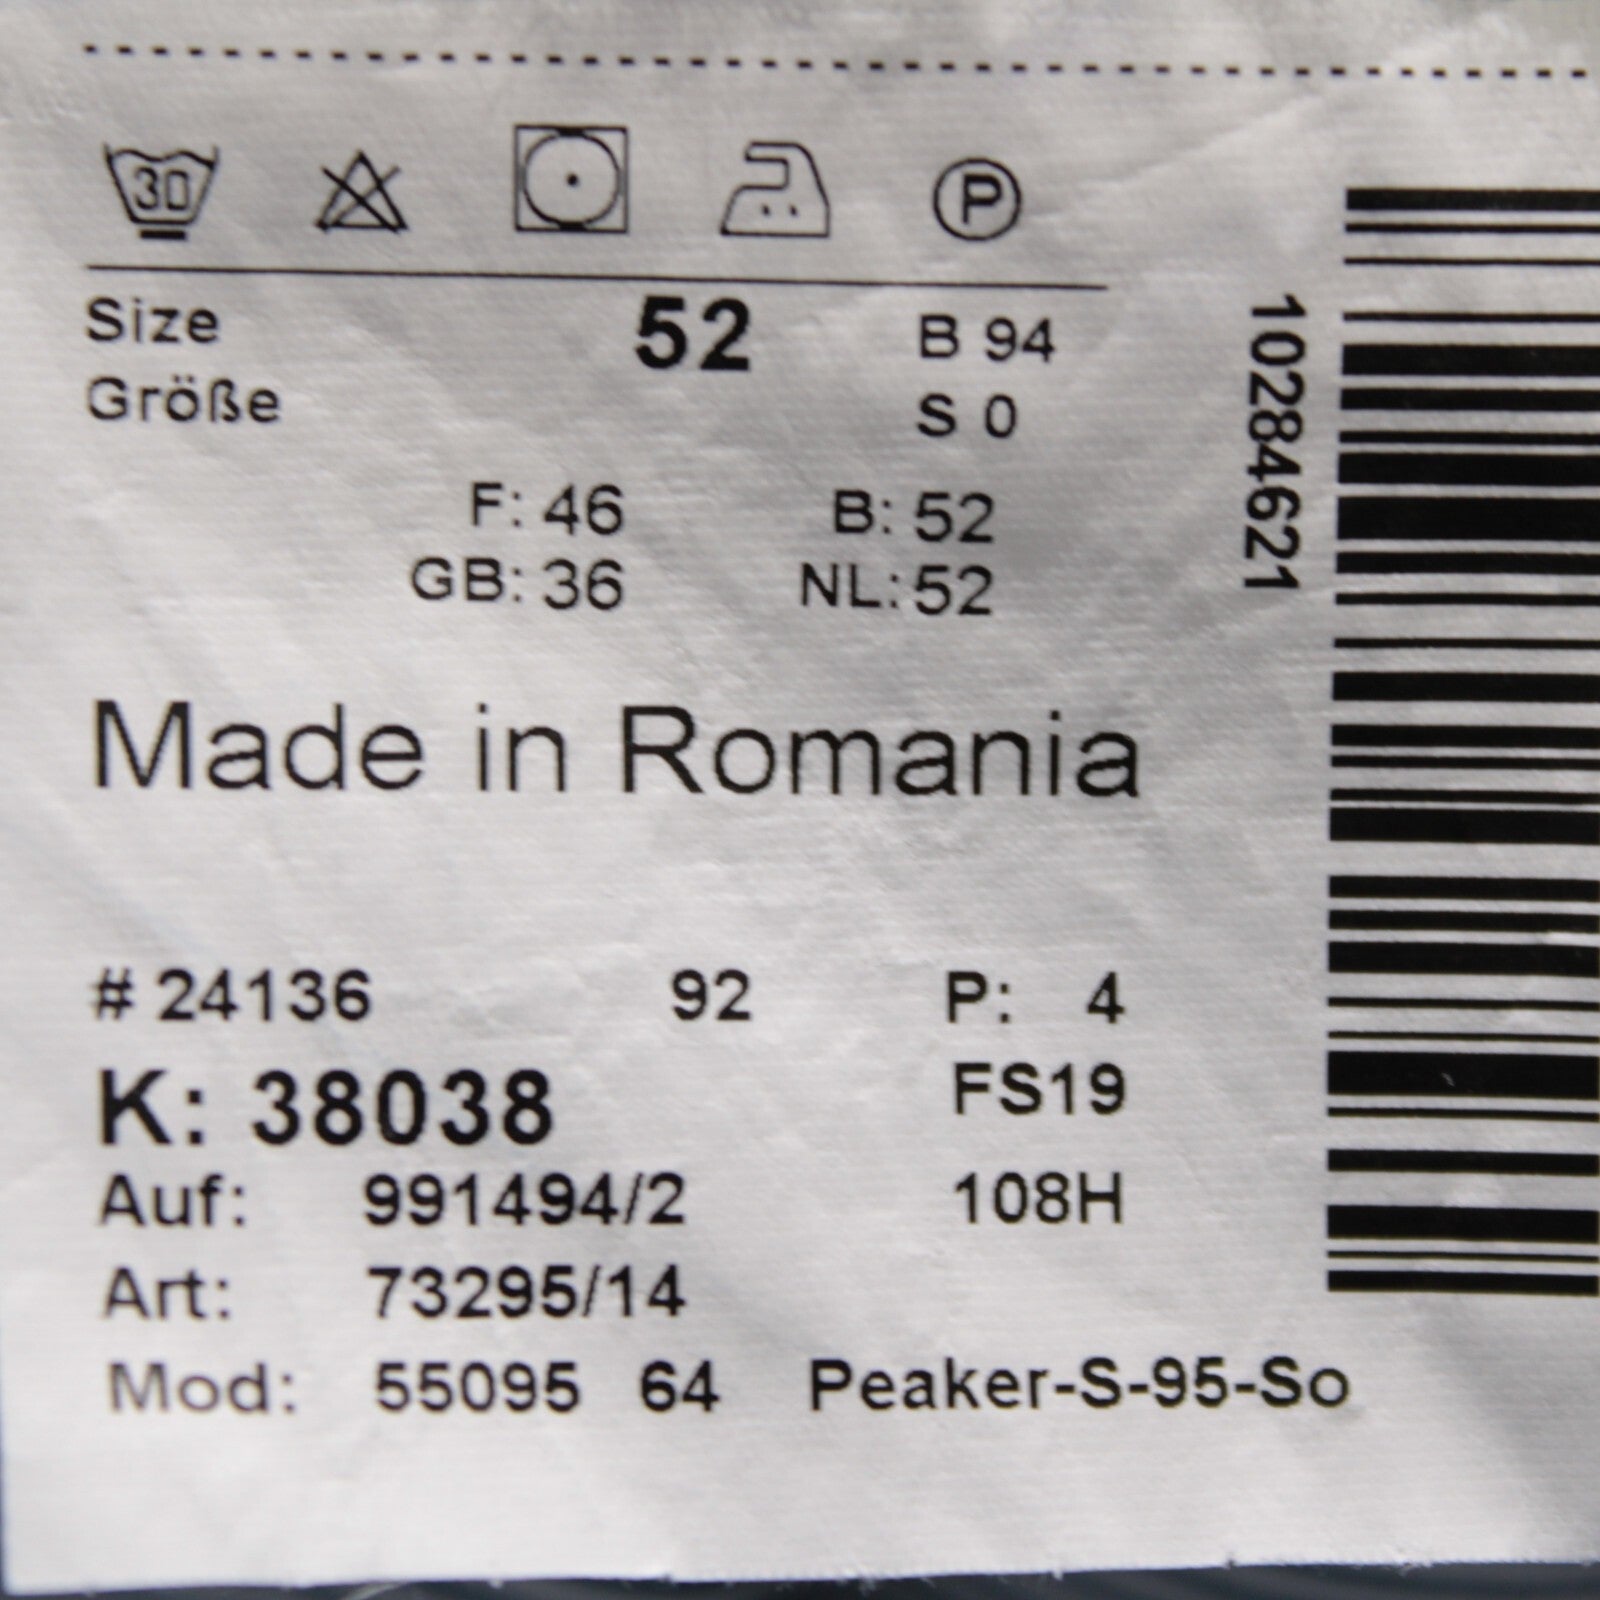 30
P
Size 52 B 94
Größe S 0
F: 46 B: 52
GB: 36 NL: 52
Made in Romania
# 24136 92 P: 4
K: 38038 FS19
Auf: 991494/2 108H
Art: 73295/14
Mod: 55095 64 Peaker-S-95-So
10284621